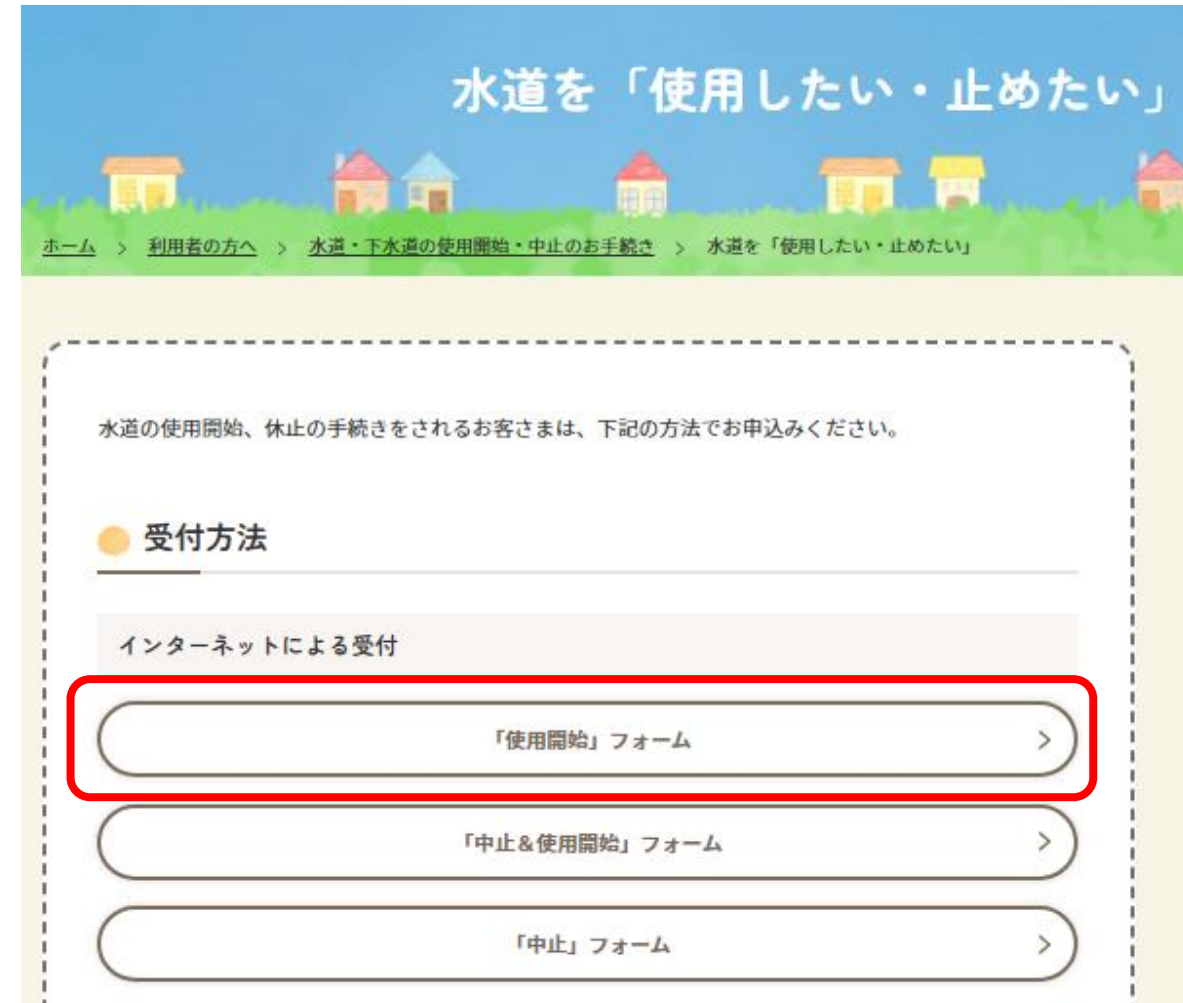 水道を「使用したい・止めたい」
ホーム > 利用者の方へ > 水道・下水道の使用開始・中止のお手続き > 水道を「使用したい・止めたい」
水道の使用開始、休止の手続きをされるお客さまは、下記の方法でお申込みください。
受付方法
インターネットによる受付
「使用開始」フォーム
「中止＆使用開始」フォーム
「中止」フォーム